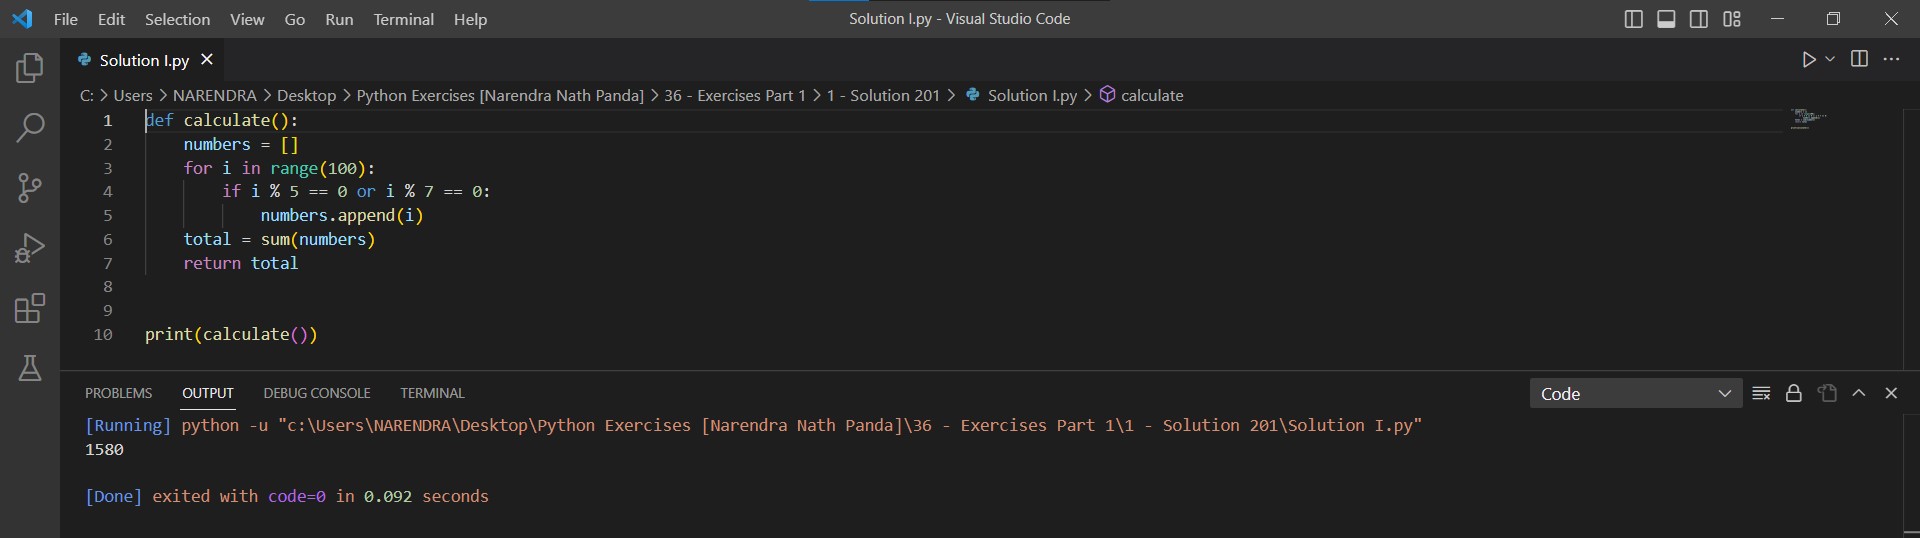 File Edit Selection View Go Run Terminal Help Solution I.py - Visual Studio Code
Solution I.py
C: > Users > NARENDRA > Desktop > Python Exercises [Narendra Nath Panda] > 36 - Exercises Part 1 > 1 - Solution 201 > Solution I.py > calculate
1 def calculate():
2     numbers = []
3     for i in range(100):
4         if i % 5 == 0 or i % 7 == 0:
5             numbers.append(i)
6     total = sum(numbers)
7     return total
8
9
10 print(calculate())
PROBLEMS OUTPUT DEBUG CONSOLE TERMINAL Code
[Running] python -u "c:\Users\NARENDRA\Desktop\Python Exercises [Narendra Nath Panda]\36 - Exercises Part 1\1 - Solution 201\Solution I.py"
1580
[Done] exited with code=0 in 0.092 seconds